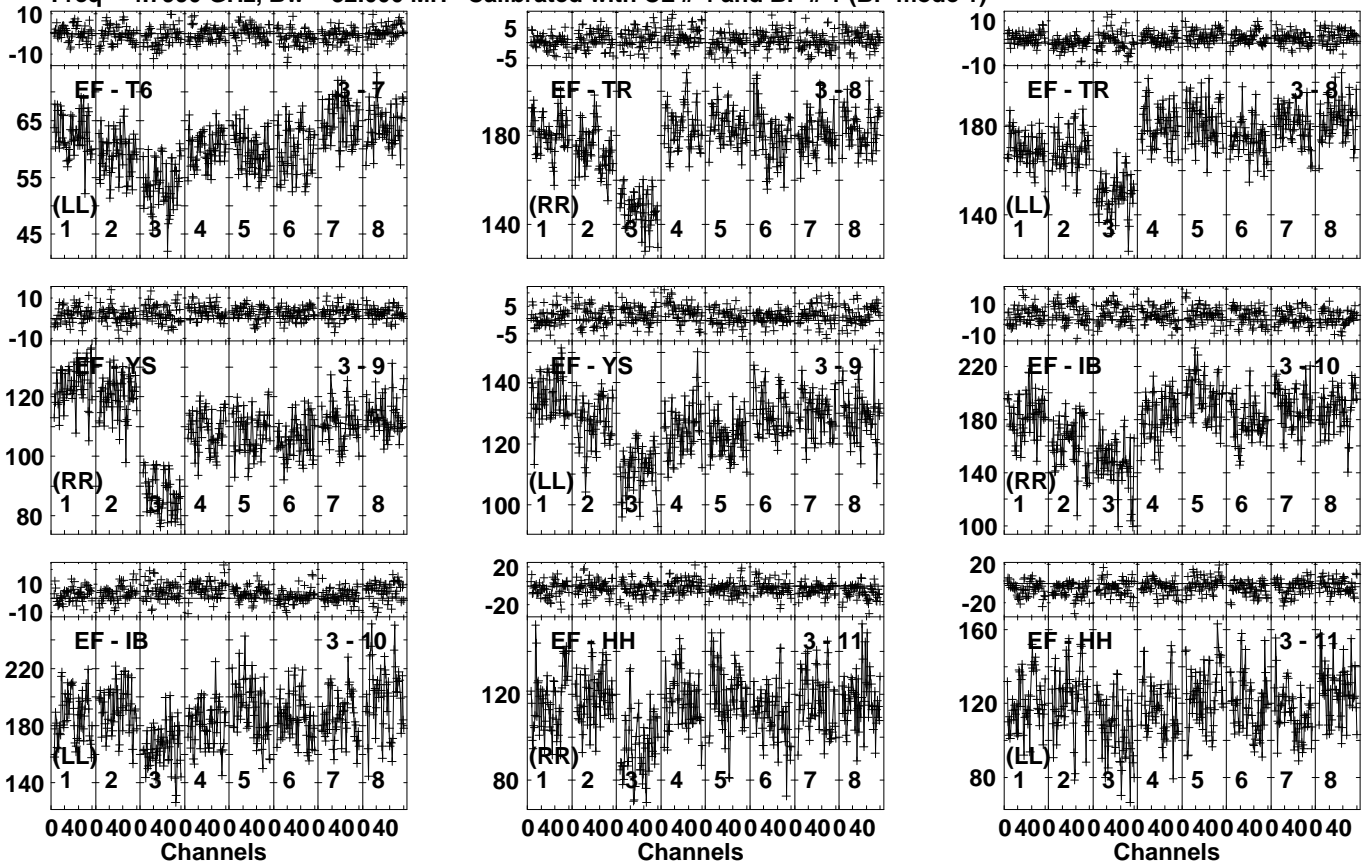 10
-10
EF - T6 3 - 7
65
55
45
(LL)
1 2 3 4 5 6 7 8
5
-5
EF - TR 3 - 8
180
140
(RR)
1 2 3 4 5 6 7 8
10
-10
EF - TR 3 - 8
180
140
(LL)
1 2 3 4 5 6 7 8
10
-10
EF - YS 3 - 9
120
100
80
(RR)
1 2 3 4 5 6 7 8
5
-5
EF - YS 3 - 9
140
120
100
(LL)
1 2 3 4 5 6 7 8
10
-10
EF - IB 3 - 10
220
180
140
100
(RR)
1 2 3 4 5 6 7 8
10
-10
EF - IB 3 - 10
220
180
140
(LL)
1 2 3 4 5 6 7 8
0 40 0 40 0 40 0 40 0 40 0 40 0 40 0 40
Channels
20
-20
EF - HH 3 - 11
120
80
(RR)
1 2 3 4 5 6 7 8
0 40 0 40 0 40 0 40 0 40 0 40 0 40 0 40
Channels
20
-20
EF - HH 3 - 11
160
120
80
(LL)
1 2 3 4 5 6 7 8
0 40 0 40 0 40 0 40 0 40 0 40 0 40 0 40
Channels